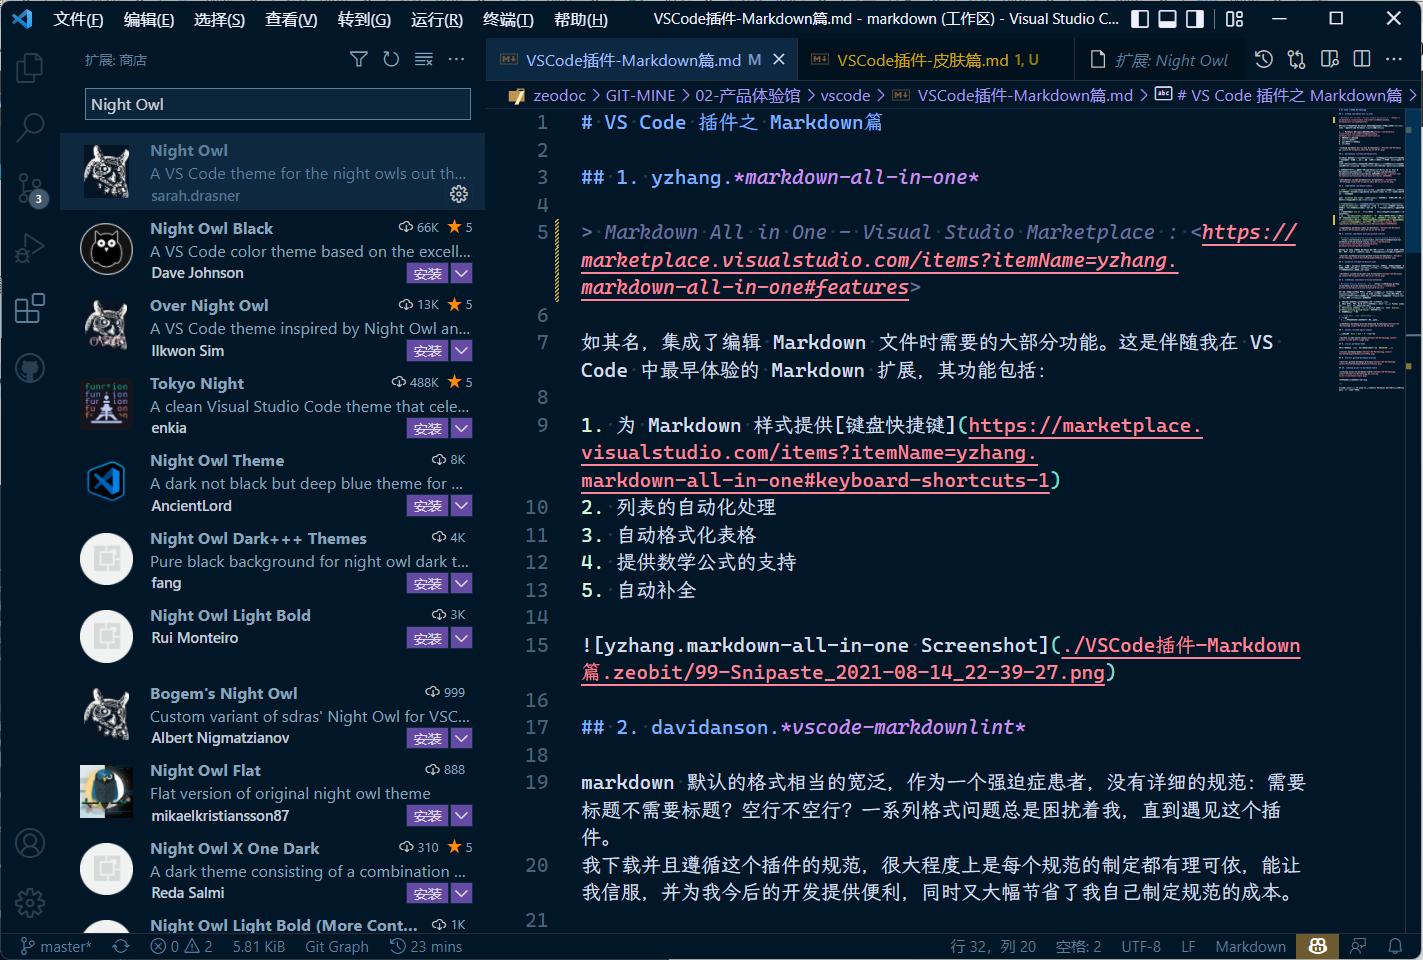 文件(F) 编辑(E) 选择(S) 查看(V) 转到(G) 运行(R) 终端(T) 帮助(H) VSCode插件-Markdown篇.md - markdown (工作区) - Visual Studio C...
扩展: 商店
Night Owl
Night Owl
A VS Code theme for the night owls out th...
sarah.drasner
Night Owl Black 66K 5
A VS Code color theme based on the excell...
Dave Johnson 安装
Over Night Owl 13K 5
A VS Code theme inspired by Night Owl an...
Ilkwon Sim 安装
function
Tokyo Night 488K 5
A clean Visual Studio Code theme that cele...
enkia 安装
Night Owl Theme 8K
A dark not black but deep blue theme for ...
AncientLord 安装
Night Owl Dark+++ Themes 4K
Pure black background for night owl dark t...
fang 安装
Night Owl Light Bold 3K
Rui Monteiro 安装
Bogem's Night Owl 999
Custom variant of sdras' Night Owl for VSC...
Albert Nigmatzianov 安装
Night Owl Flat 888
Flat version of original night owl theme
mikaelkristiansson87 安装
Night Owl X One Dark 310 5
A dark theme consisting of a combination ...
Reda Salmi 安装
Night Owl Light Bold (More Cont... 1K
3
VSCode插件-Markdown篇.md M
VSCode插件-皮肤篇.md 1, U
扩展: Night Owl
zeodoc > GIT-MINE > 02-产品体验馆 > vscode > VSCode插件-Markdown篇.md > # VS Code 插件之 Markdown篇 >
1 # VS Code 插件之 Markdown篇
2
3 ## 1. yzhang.*markdown-all-in-one*
4
5 > Markdown All in One - Visual Studio Marketplace : <https://
marketplace.visualstudio.com/items?itemName=yzhang.
markdown-all-in-one#features>
6
7 如其名，集成了编辑 Markdown 文件时需要的大部分功能。这是伴随我在 VS
Code 中最早体验的 Markdown 扩展，其功能包括：
8
9 1. 为 Markdown 样式提供[键盘快捷键](https://marketplace.
visualstudio.com/items?itemName=yzhang.
markdown-all-in-one#keyboard-shortcuts-1)
10 2. 列表的自动化处理
11 3. 自动格式化表格
12 4. 提供数学公式的支持
13 5. 自动补全
14
15 ![yzhang.markdown-all-in-one Screenshot](./VSCode插件-Markdown
篇.zeobit/99-Snipaste_2021-08-14_22-39-27.png)
16
17 ## 2. davidanson.*vscode-markdownlint*
18
19 markdown 默认的格式相当的宽泛，作为一个强迫症患者，没有详细的规范：需要
标题不需要标题？空行不空行？一系列格式问题总是困扰着我，直到遇见这个插
件。
20 我下载并且遵循这个插件的规范，很大程度上是每个规范的制定都有理可依，能让
我信服，并为我今后的开发提供便利，同时又大幅节省了我自己制定规范的成本。
21
master* 0 2 5.81 KiB Git Graph 23 mins 行 32，列 20 空格: 2 UTF-8 LF Markdown